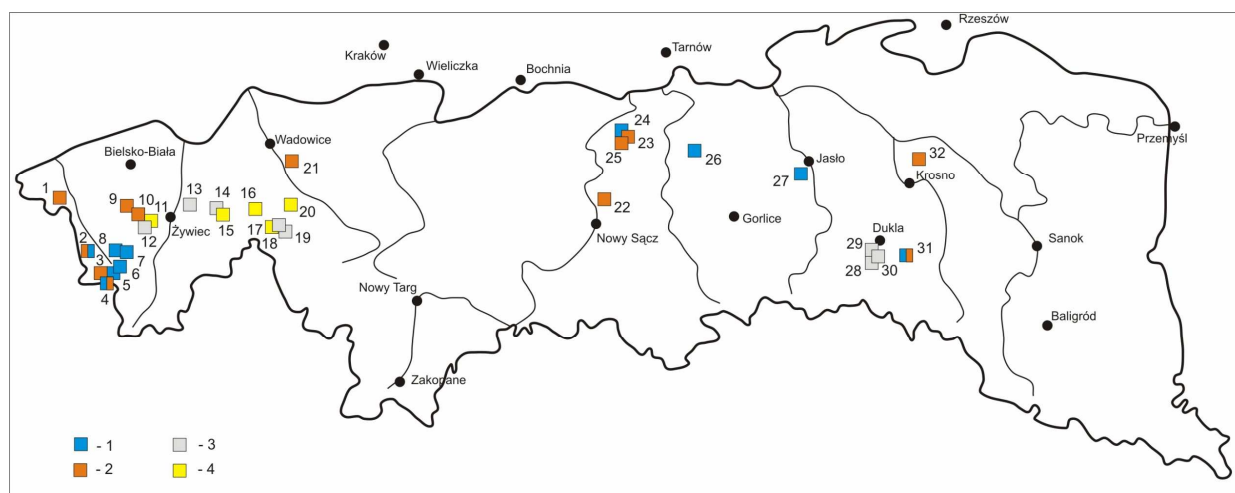 Rzeszów
Kraków
Tarnów
Wieliczka
Bochnia
Przemyśl
Wadowice
Bielsko-Biała
24
23
25
26
21
Jasło
32
27
Krosno
1
9
10
11
13
14
16
20
22
12
Żywiec
15
17
18
19
Gorlice
Nowy Sącz
Dukla
2
8
7
3
6
5
4
29
31
30
28
Sanok
Nowy Targ
Baligród
Zakopane
- 1
- 3
- 2
- 4